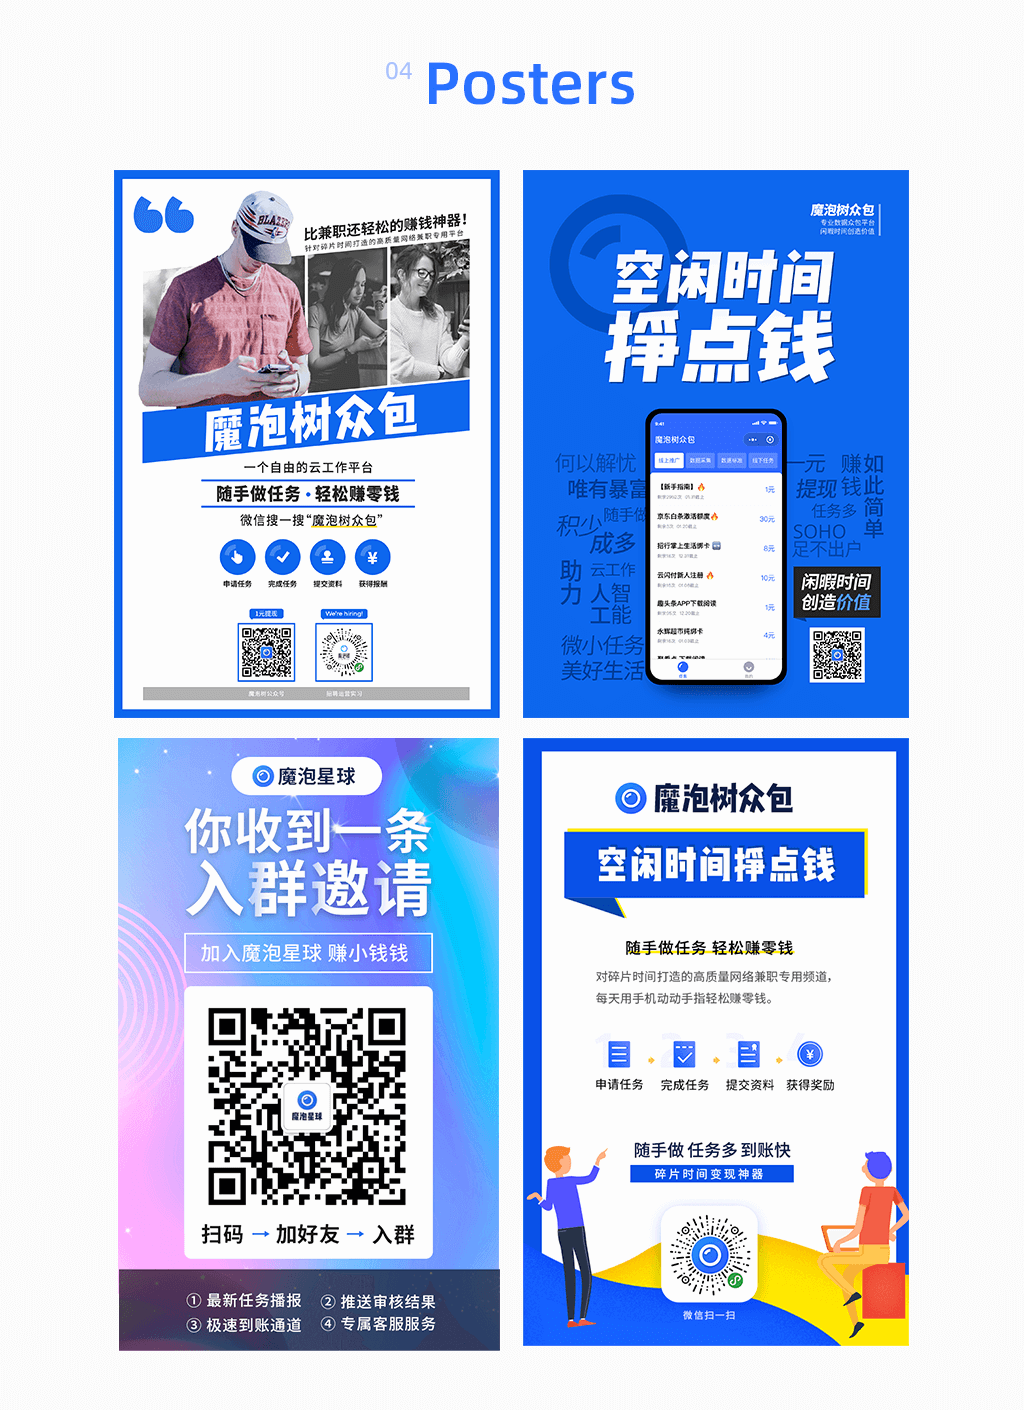 04 Posters
BLAZERS
比兼职还轻松的赚钱神器!
针对碎片时间打造的高质量网络兼职专用平台
魔泡树众包
一个自由的云工作平台
随手做任务·轻松赚零钱
微信搜一搜“魔泡树众包”
申请任务 完成任务 提交资料 获得报酬
1元提现 We're hiring!
魔泡树公众号 招聘运营实习
魔泡树众包
专业数据众包平台
闲暇时间创造价值
空闲时间
掙点钱
9:41
魔泡树众包
线上推广 数据采集 数据标准 线下任务
【新手指南】🔥 1元
京东白条激活额度🔥 30元
招行掌上生活绑卡 8元
云闪付新人注册🔥 10元
趣头条APP下载阅读 1元
永辉超市纯绑卡 4元
任务 我的
何以解忧
唯有暴富
积少
随手做
成多
助力
云工作
人智
工能
微小任务
美好生活
一元
提现
赚钱
如此简单
任务多
SOHO
足不出户
闲暇时间
创造价值
魔泡星球
你收到一条
入群邀请
加入魔泡星球 赚小钱钱
魔泡星球
扫码 → 加好友 → 入群
① 最新任务播报 ② 推送审核结果
③ 极速到账通道 ④ 专属客服服务
魔泡树众包
空闲时间掙点钱
随手做任务 轻松赚零钱
对碎片时间打造的高质量网络兼职专用频道，
每天用手机动动手指轻松赚零钱。
申请任务 完成任务 提交资料 获得奖励
随手做 任务多 到账快
碎片时间变现神器
微信扫一扫